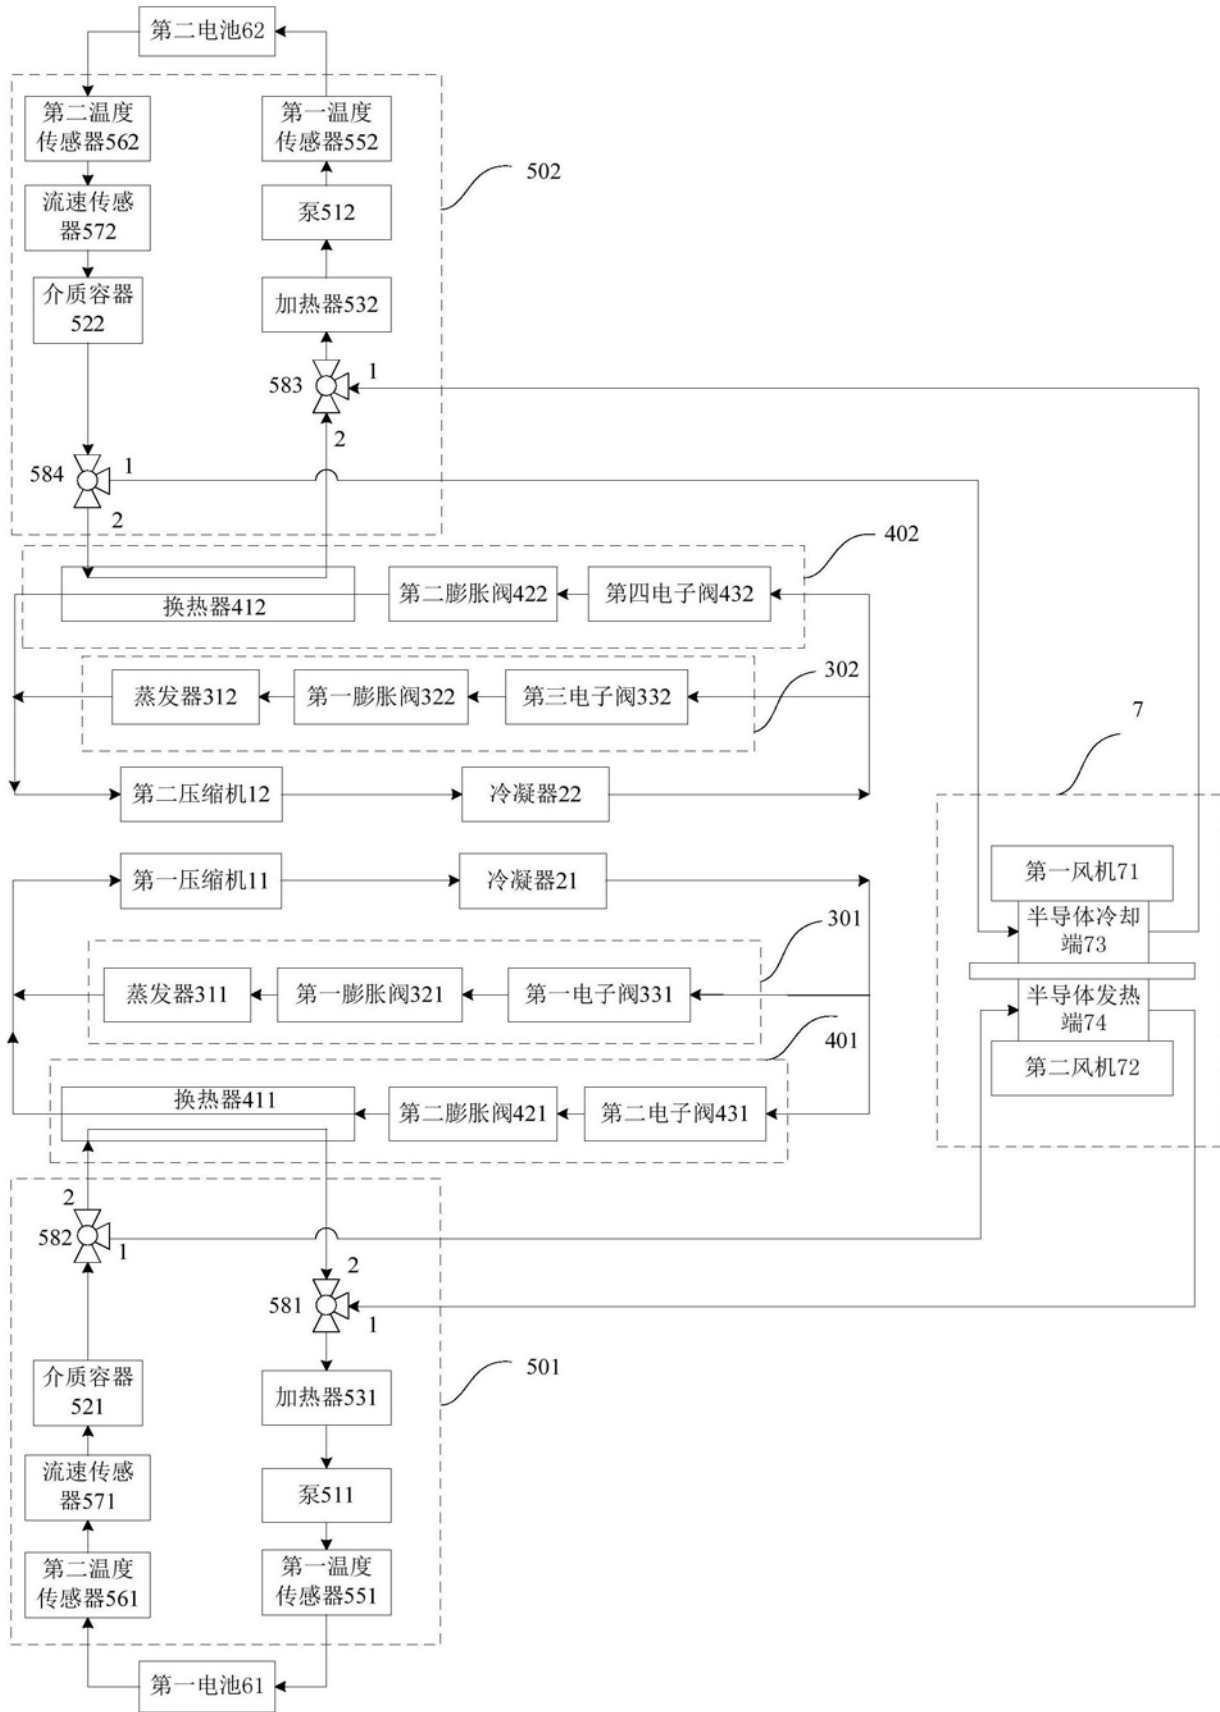 第二电池62
第二温度
传感器562
第一温度
传感器552
502
流速传感
器572
泵512
介质容器
522
加热器532
583
1
2
584
1
2
402
换热器412
第二膨胀阀422
第四电子阀432
302
蒸发器312
第一膨胀阀322
第三电子阀332
7
第二压缩机12
冷凝器22
第一压缩机11
冷凝器21
第一风机71
半导体冷却
端73
301
蒸发器311
第一膨胀阀321
第一电子阀331
半导体发热
端74
401
第二风机72
换热器411
第二膨胀阀421
第二电子阀431
2
582
1
2
581
1
501
介质容器
521
加热器531
流速传感
器571
泵511
第二温度
传感器561
第一温度
传感器551
第一电池61